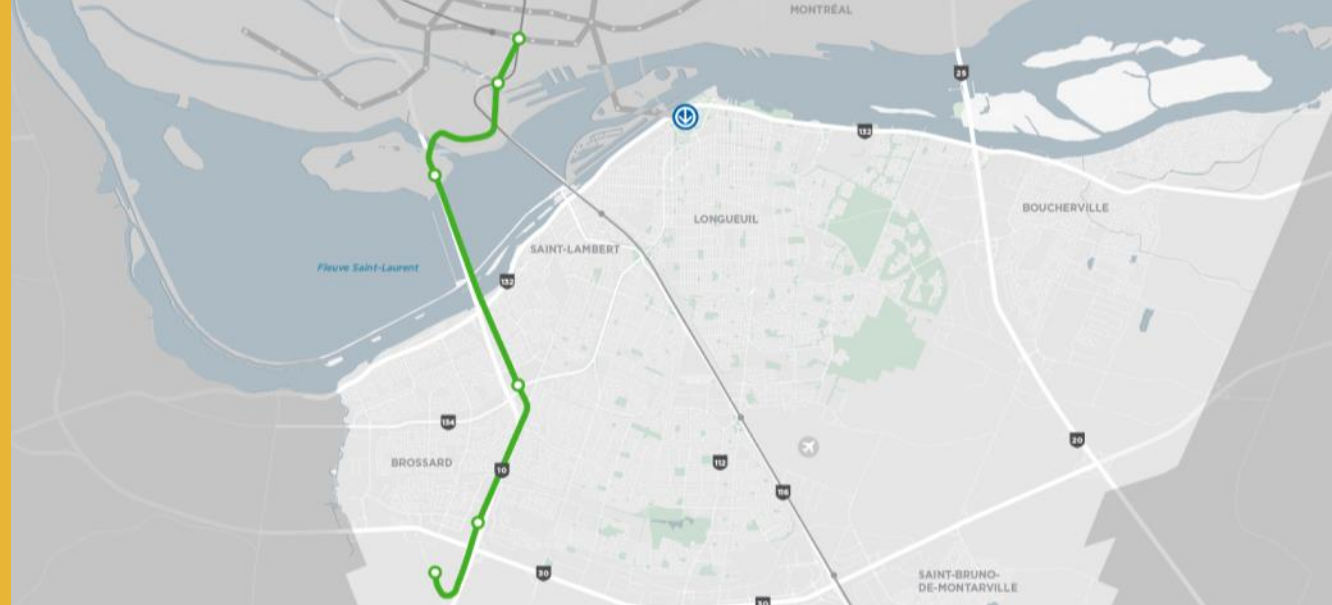 MONTRÉAL
25
132
BOUCHERVILLE
LONGUEUIL
SAINT-LAMBERT
Fleuve Saint-Laurent
132
134
20
BROSSARD
112
10
116
30
SAINT-BRUNO-
DE-MONTARVILLE
30